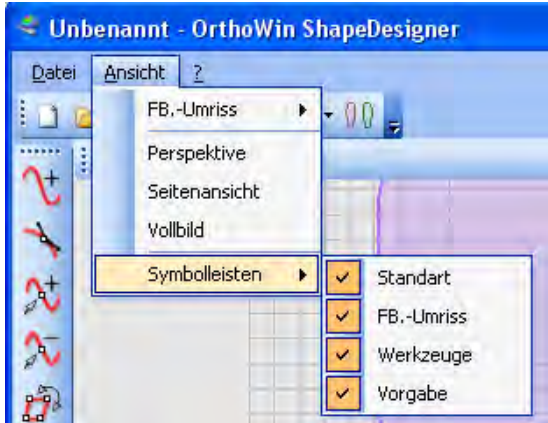 Unbenannt - OrthoWin ShapeDesigner
Datei Ansicht ?
FB.-Umriss
Perspektive
Seitenansicht
Vollbild
Symbolleisten
Standart
FB.-Umriss
Werkzeuge
Vorgabe